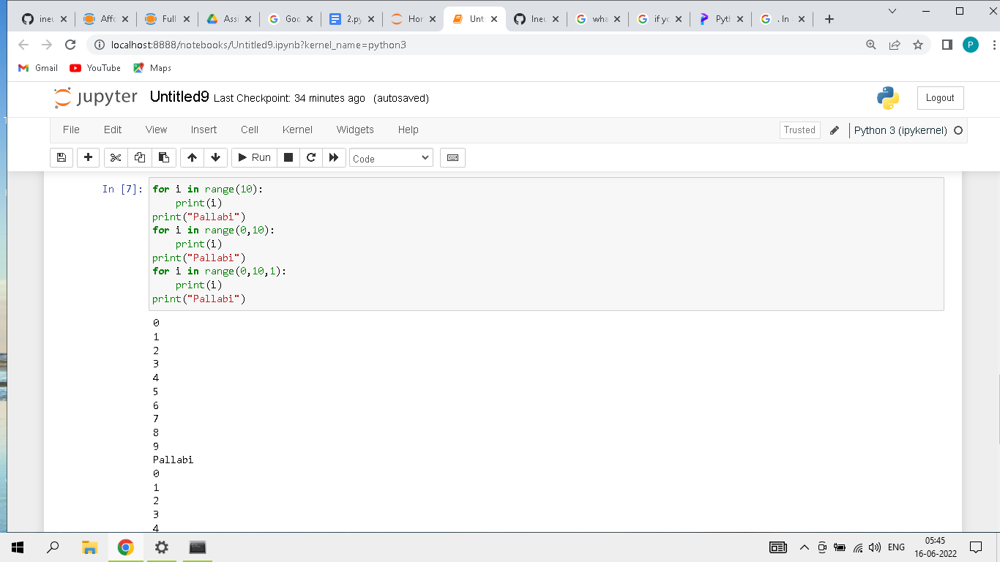 ineu
Affo
Full
Assi
Goo
2.py
Hor
Unti
Ineu
wha
if yo
Pytl
. In
localhost:8888/notebooks/Untitled9.ipynb?kernel_name=python3
P
Gmail
YouTube
Maps
jupyter Untitled9 Last Checkpoint: 34 minutes ago (autosaved)
Logout
File Edit View Insert Cell Kernel Widgets Help
Trusted
Python 3 (ipykernel)
Run
Code
In [7]: for i in range(10):
    print(i)
print("Pallabi")
for i in range(0,10):
    print(i)
print("Pallabi")
for i in range(0,10,1):
    print(i)
print("Pallabi")
0
1
2
3
4
5
6
7
8
9
Pallabi
0
1
2
3
4
ENG
05:45
16-06-2022